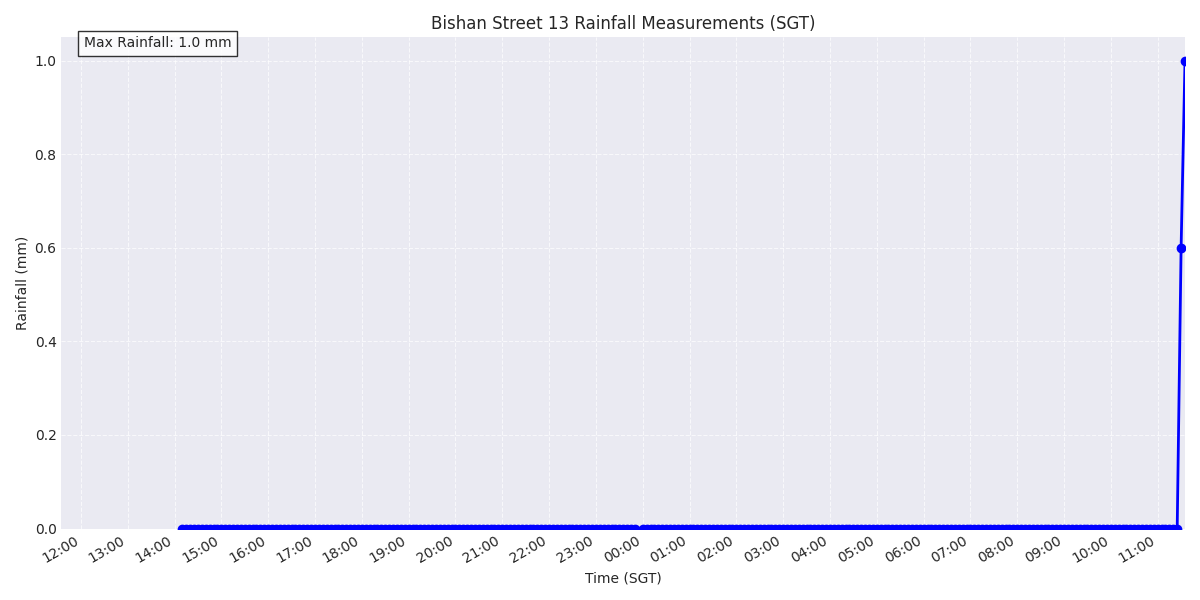 Bishan Street 13 Rainfall Measurements (SGT)
Max Rainfall: 1.0 mm
Rainfall (mm)
1.0
0.8
0.6
0.4
0.2
0.0
12:00 13:00 14:00 15:00 16:00 17:00 18:00 19:00 20:00 21:00 22:00 23:00 00:00 01:00 02:00 03:00 04:00 05:00 06:00 07:00 08:00 09:00 10:00 11:00
Time (SGT)